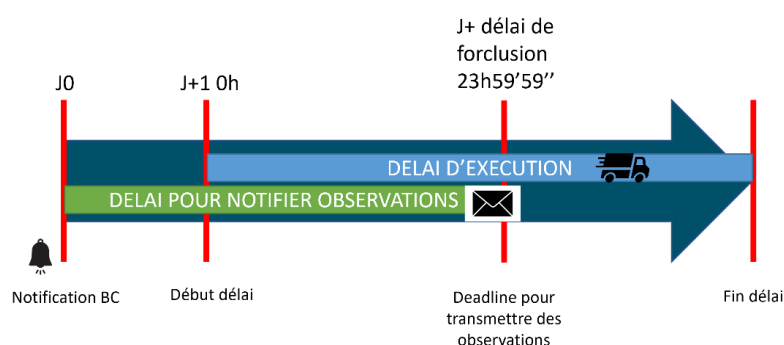 J+ délai de
forclusion
23h59’59’’
J0
J+1 0h
DELAI D’EXECUTION
DELAI POUR NOTIFIER OBSERVATIONS
Notification BC
Début délai
Deadline pour
transmettre des
observations
Fin délai